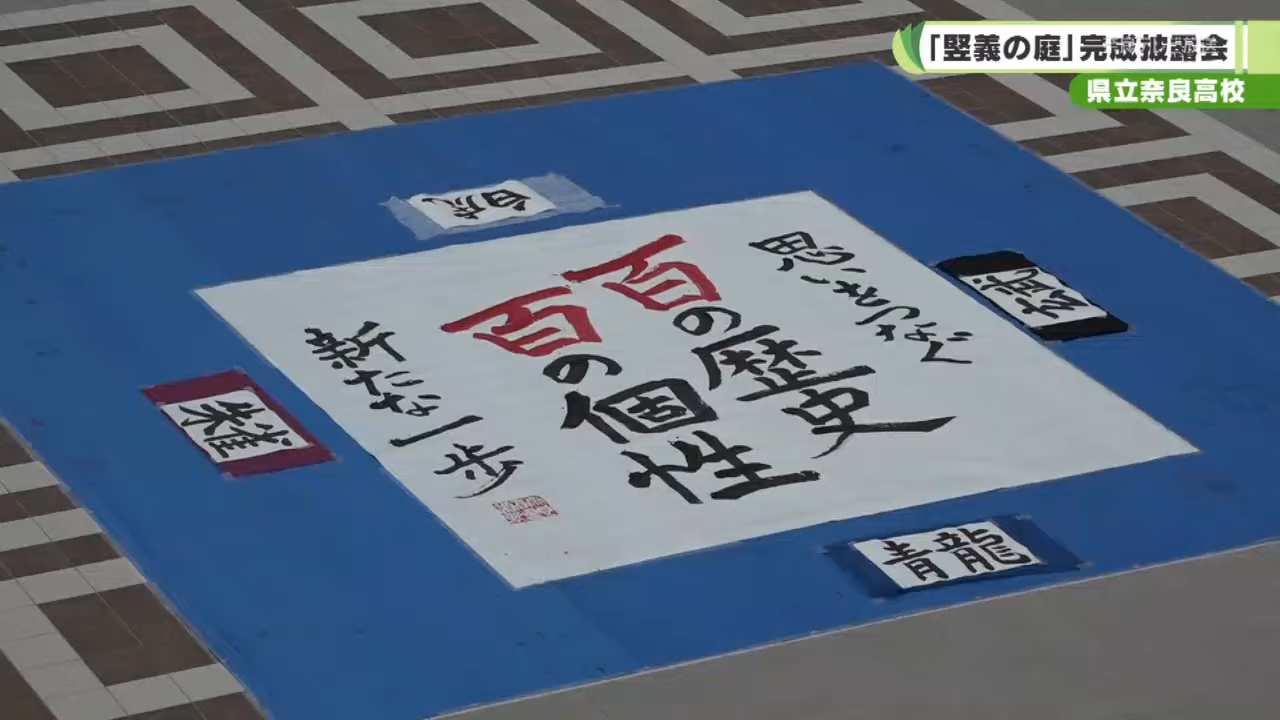 「竪義の庭」完成披露会
県立奈良高校
思いをつなぐ
百の歴史
百の個性
新たな一歩
白虎
玄武
朱雀
青龍